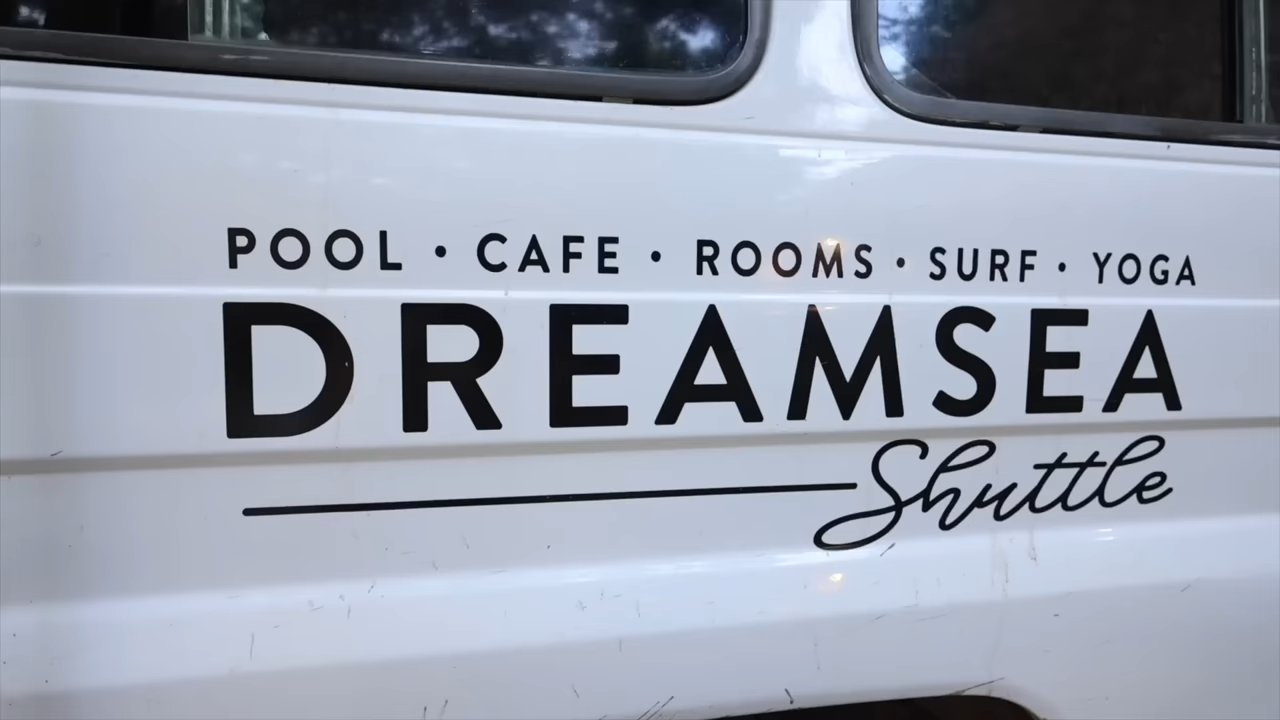 POOL • CAFE • ROOMS • SURF • YOGA
DREAMSEA
Shuttle